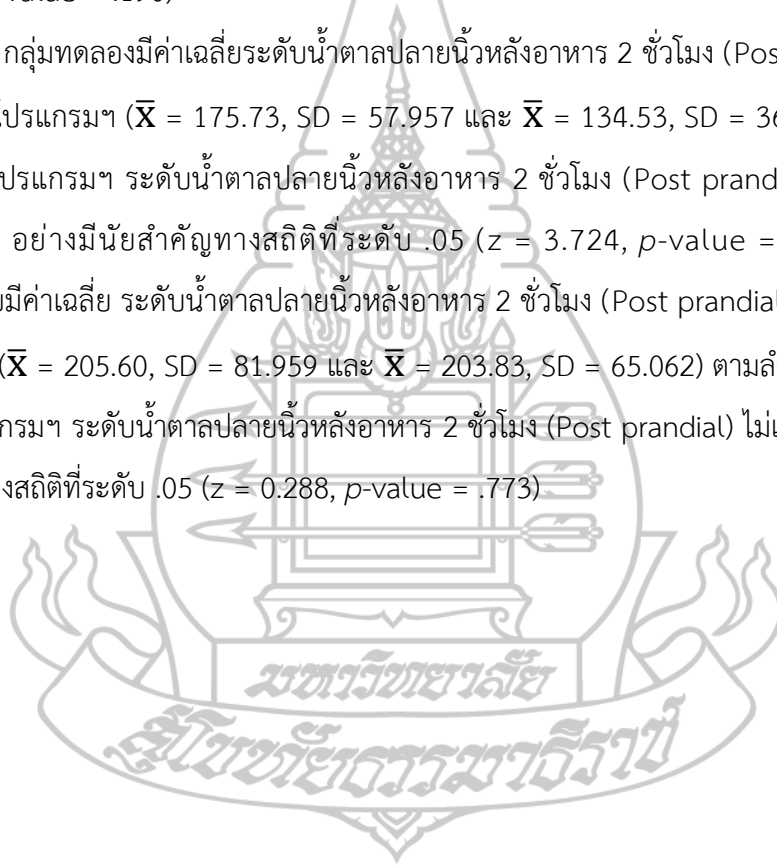 กลุ่มทดลองมีค่าเฉลี่ยระดับน้ำตาลปลายนิ้วหลังอาหาร 2 ชั่วโมง (Pos
โปรแกรมฯ (X̅ = 175.73, SD = 57.957 และ X̅ = 134.53, SD = 36
ปรแกรมฯ ระดับน้ำตาลปลายนิ้วหลังอาหาร 2 ชั่วโมง (Post prand
อย่างมีนัยสำคัญทางสถิติที่ระดับ .05 (z = 3.724, p-value =
มีค่าเฉลี่ย ระดับน้ำตาลปลายนิ้วหลังอาหาร 2 ชั่วโมง (Post prandial
(X̅ = 205.60, SD = 81.959 และ X̅ = 203.83, SD = 65.062) ตามลำ
กรมฯ ระดับน้ำตาลปลายนิ้วหลังอาหาร 2 ชั่วโมง (Post prandial) ไม่
งสถิติที่ระดับ .05 (z = 0.288, p-value = .773)
มหาวิทยาลัย
สุโขทัยธรรมาธิราช